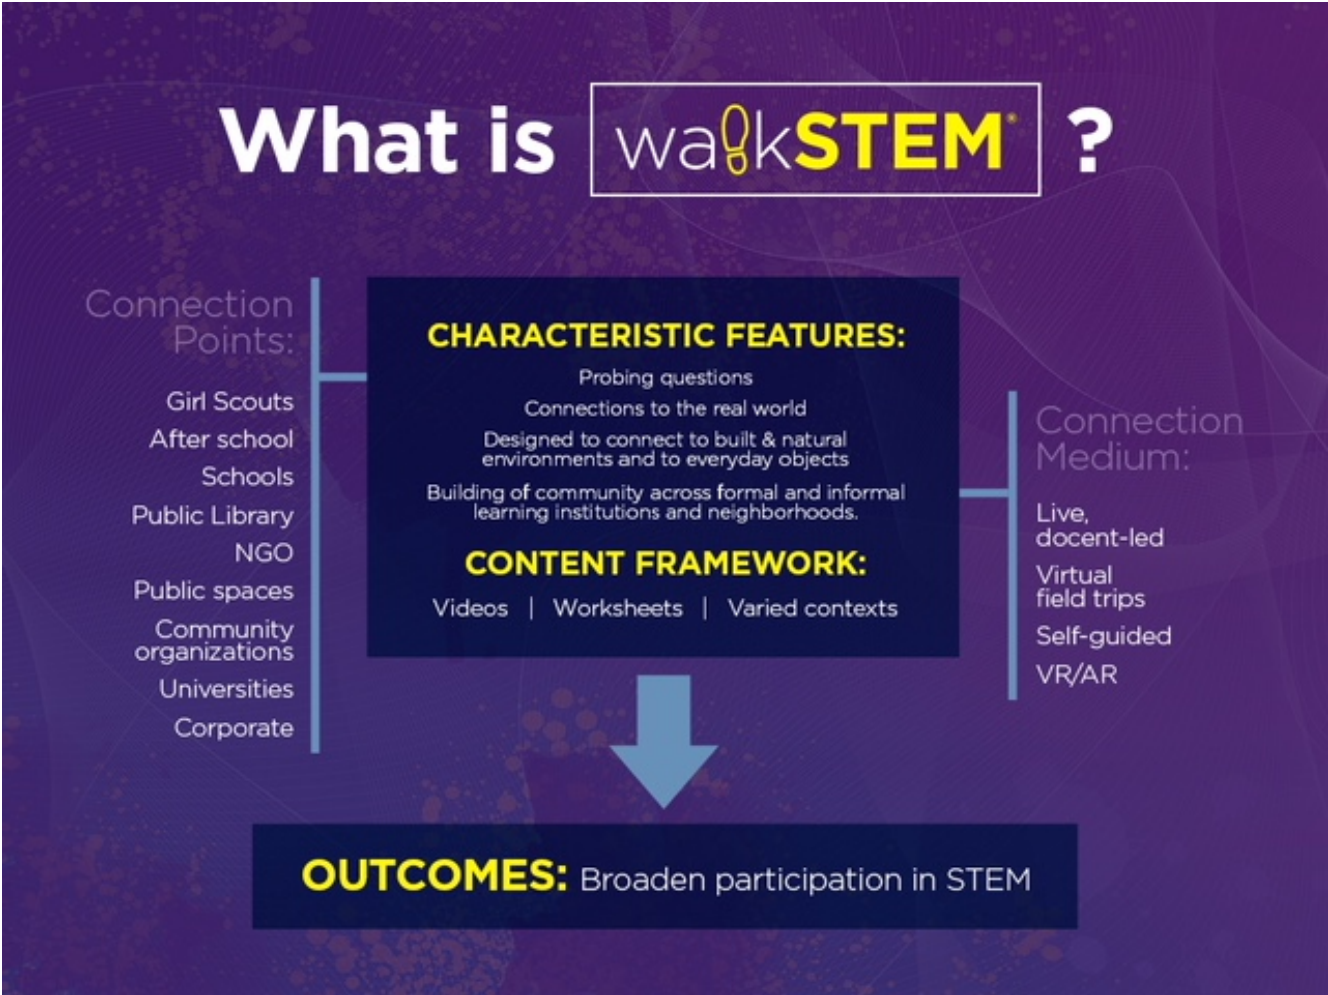 What is walkSTEM® ?
Connection
Points:
Girl Scouts
After school
Schools
Public Library
NGO
Public spaces
Community
organizations
Universities
Corporate
CHARACTERISTIC FEATURES:
Probing questions
Connections to the real world
Designed to connect to built & natural
environments and to everyday objects
Building of community across formal and informal
learning institutions and neighborhoods.
CONTENT FRAMEWORK:
Videos | Worksheets | Varied contexts
Connection
Medium:
Live,
docent-led
Virtual
field trips
Self-guided
VR/AR
OUTCOMES: Broaden participation in STEM